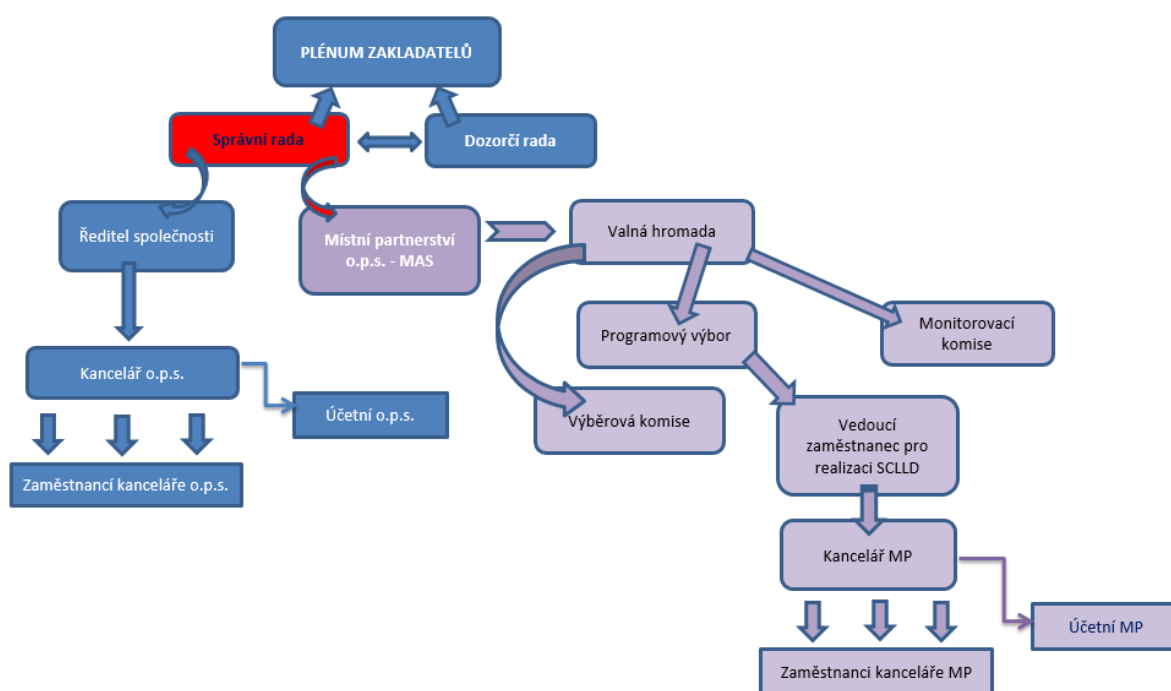 PLÉNUM ZAKLADATELŮ
Správní rada
Dozorčí rada
Ředitel společnosti
Místní partnerství
o.p.s. - MAS
Valná hromada
Programový výbor
Monitorovací
komise
Kancelář o.p.s.
Účetní o.p.s.
Výběrová komise
Vedoucí
zaměstnanec pro
realizaci SCLLD
Zaměstnancí kanceláře o.p.s.
Kancelář MP
Účetní MP
Zaměstnanci kanceláře MP